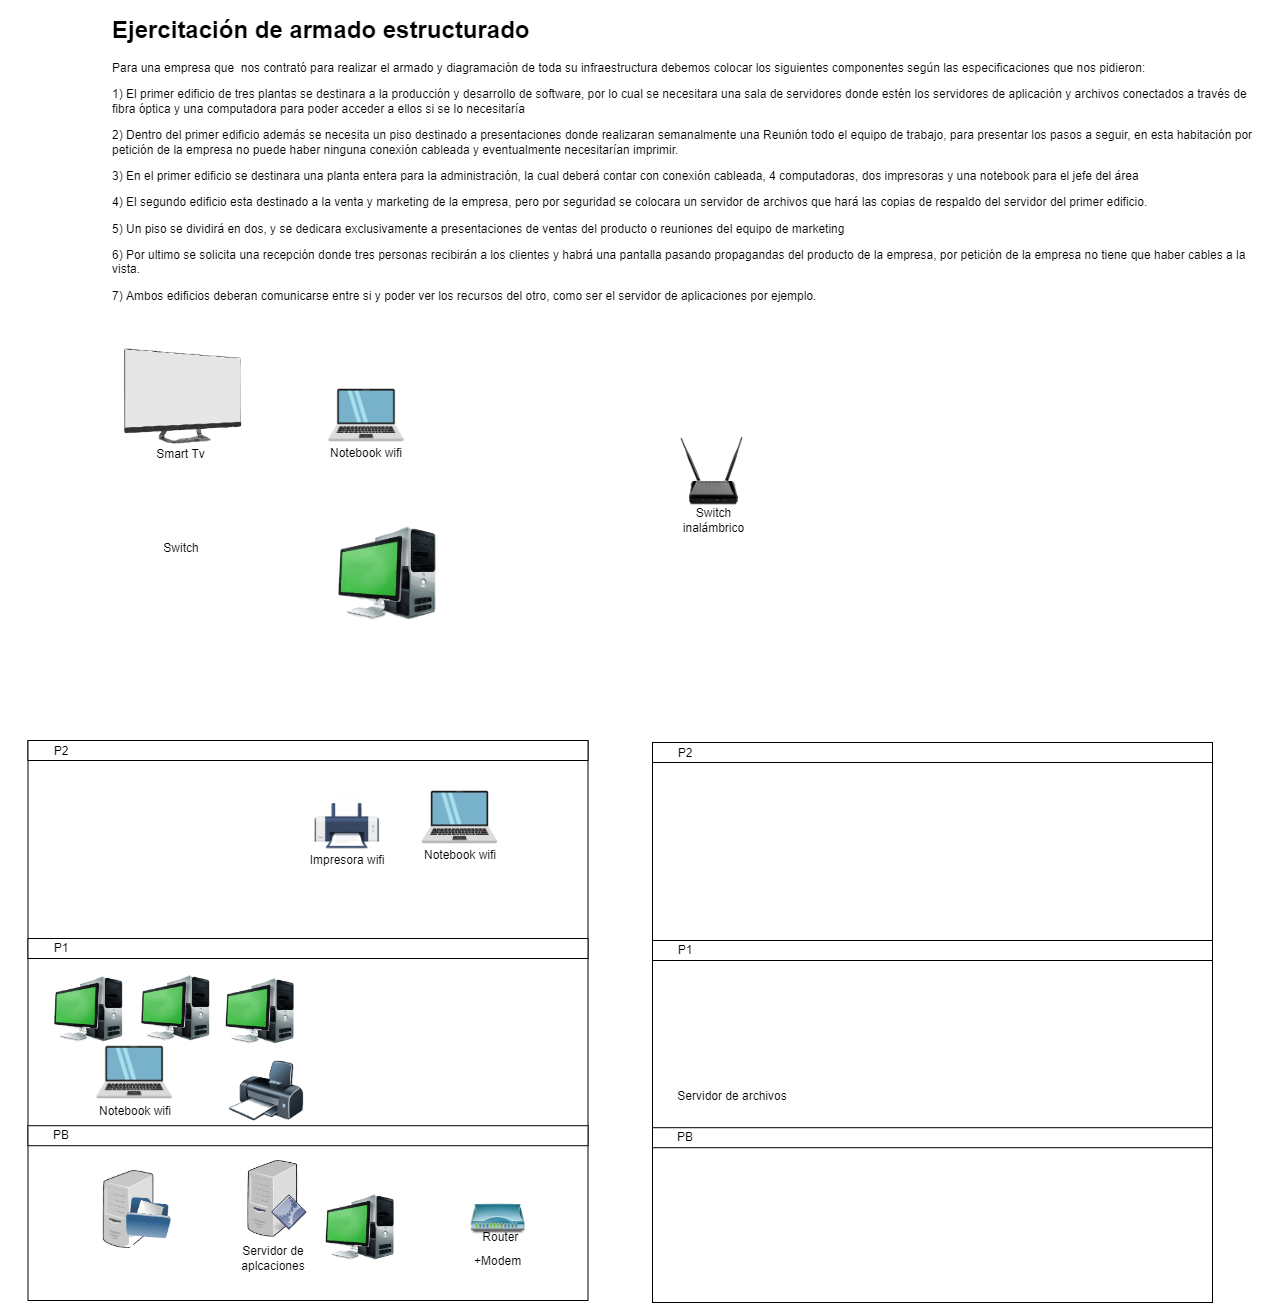 Ejercitación de armado estructurado
Para una empresa que  nos contrató para realizar el armado y diagramación de toda su infraestructura debemos colocar los siguientes componentes según las especificaciones que nos pidieron:
1) El primer edificio de tres plantas se destinara a la producción y desarrollo de software, por lo cual se necesitara una sala de servidores donde estén los servidores de aplicación y archivos conectados a través de
fibra óptica y una computadora para poder acceder a ellos si se lo necesitaría
2) Dentro del primer edificio además se necesita un piso destinado a presentaciones donde realizaran semanalmente una Reunión todo el equipo de trabajo, para presentar los pasos a seguir, en esta habitación por
petición de la empresa no puede haber ninguna conexión cableada y eventualmente necesitarían imprimir.
3) En el primer edificio se destinara una planta entera para la administración, la cual deberá contar con conexión cableada, 4 computadoras, dos impresoras y una notebook para el jefe del área
4) El segundo edificio esta destinado a la venta y marketing de la empresa, pero por seguridad se colocara un servidor de archivos que hará las copias de respaldo del servidor del primer edificio.
5) Un piso se dividirá en dos, y se dedicara exclusivamente a presentaciones de ventas del producto o reuniones del equipo de marketing
6) Por ultimo se solicita una recepción donde tres personas recibirán a los clientes y habrá una pantalla pasando propagandas del producto de la empresa, por petición de la empresa no tiene que haber cables a la
vista.
7) Ambos edificios deberan comunicarse entre si y poder ver los recursos del otro, como ser el servidor de aplicaciones por ejemplo.
Smart Tv
Notebook wifi
Switch
inalámbrico
Switch
P2
Impresora wifi
Notebook wifi
P1
Notebook wifi
PB
Servidor de
aplcaciones
Router
+Modem
P2
P1
Servidor de archivos
PB